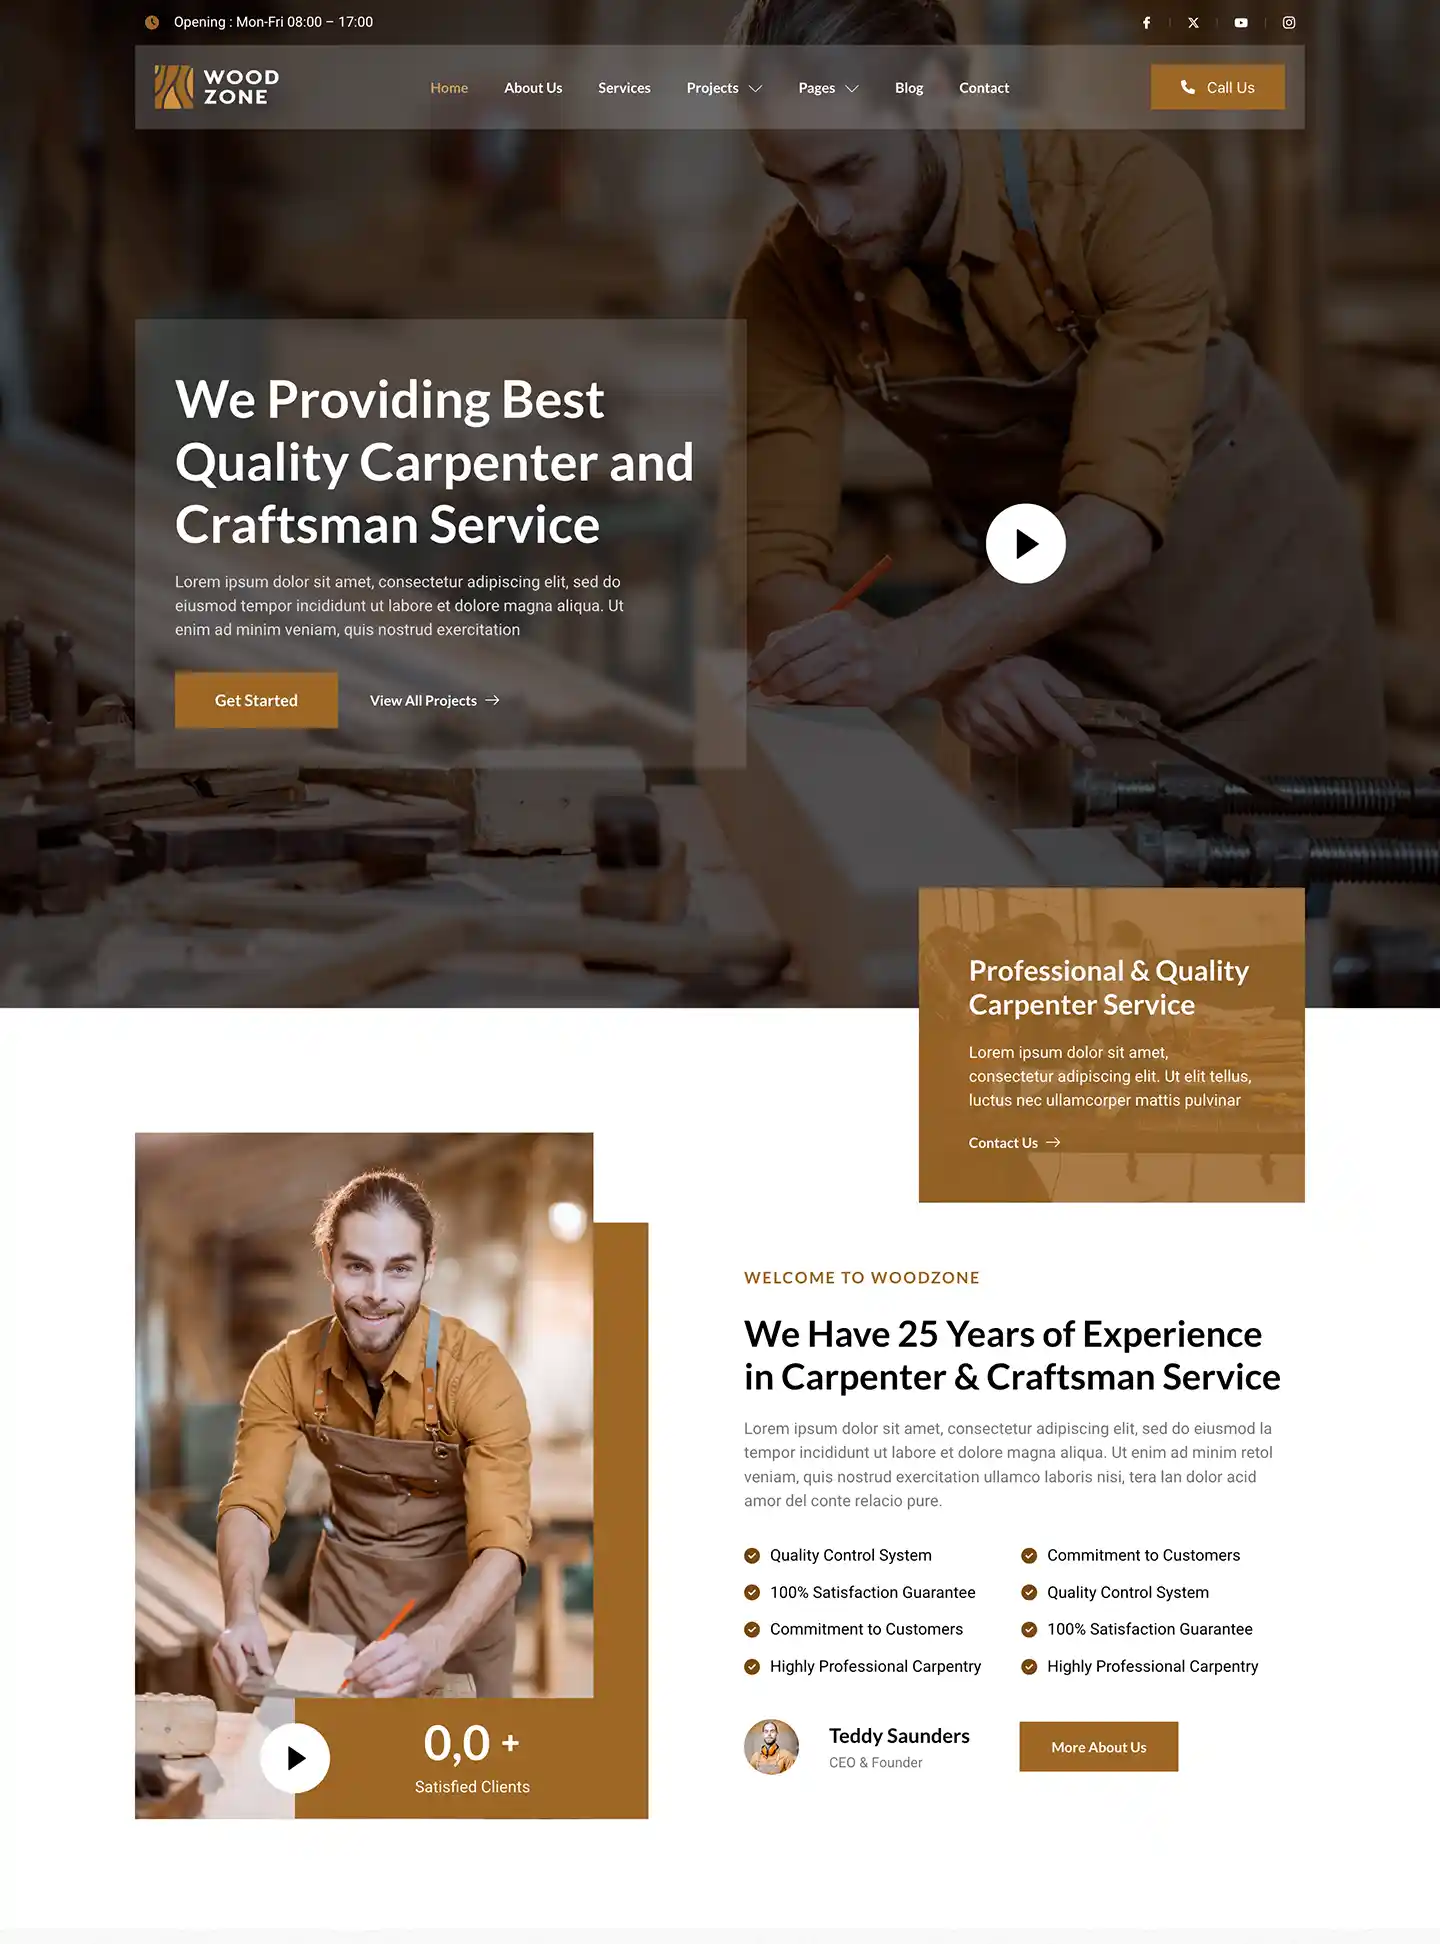 Opening : Mon-Fri 08:00 – 17:00
WOOD
ZONE
Home About Us Services Projects Pages Blog Contact
Call Us
We Providing Best
Quality Carpenter and
Craftsman Service
Lorem ipsum dolor sit amet, consectetur adipiscing elit, sed do
eiusmod tempor incididunt ut labore et dolore magna aliqua. Ut
enim ad minim veniam, quis nostrud exercitation
Get Started
View All Projects
Professional & Quality
Carpenter Service
Lorem ipsum dolor sit amet,
consectetur adipiscing elit. Ut elit tellus,
luctus nec ullamcorper mattis pulvinar
Contact Us
0,0 +
Satisfied Clients
WELCOME TO WOODZONE
We Have 25 Years of Experience
in Carpenter & Craftsman Service
Lorem ipsum dolor sit amet, consectetur adipiscing elit, sed do eiusmod la
tempor incididunt ut labore et dolore magna aliqua. Ut enim ad minim retol
veniam, quis nostrud exercitation ullamco laboris nisi, tera lan dolor acid
amor del conte relacio pure.
Quality Control System
100% Satisfaction Guarantee
Commitment to Customers
Highly Professional Carpentry
Commitment to Customers
Quality Control System
100% Satisfaction Guarantee
Highly Professional Carpentry
Teddy Saunders
CEO & Founder
More About Us